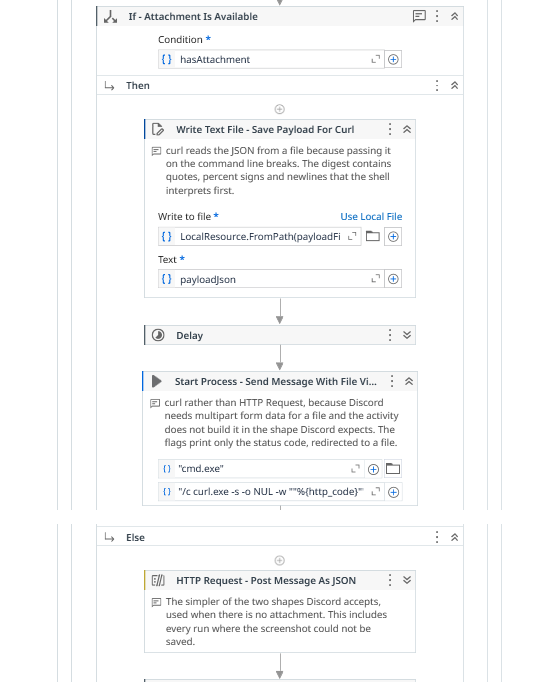 If - Attachment Is Available
Condition *
hasAttachment
Then
Write Text File - Save Payload For Curl
curl reads the JSON from a file because passing it
on the command line breaks. The digest contains
quotes, percent signs and newlines that the shell
interprets first.
Write to file * Use Local File
LocalResource.FromPath(payloadFi
Text *
payloadJson
Delay
Start Process - Send Message With File Vi...
curl rather than HTTP Request, because Discord
needs multipart form data for a file and the activity
does not build it in the shape Discord expects. The
flags print only the status code, redirected to a file.
"cmd.exe"
"/c curl.exe -s -o NUL -w ""%{http_code}""
Else
HTTP Request - Post Message As JSON
The simpler of the two shapes Discord accepts,
used when there is no attachment. This includes
every run where the screenshot could not be
saved.